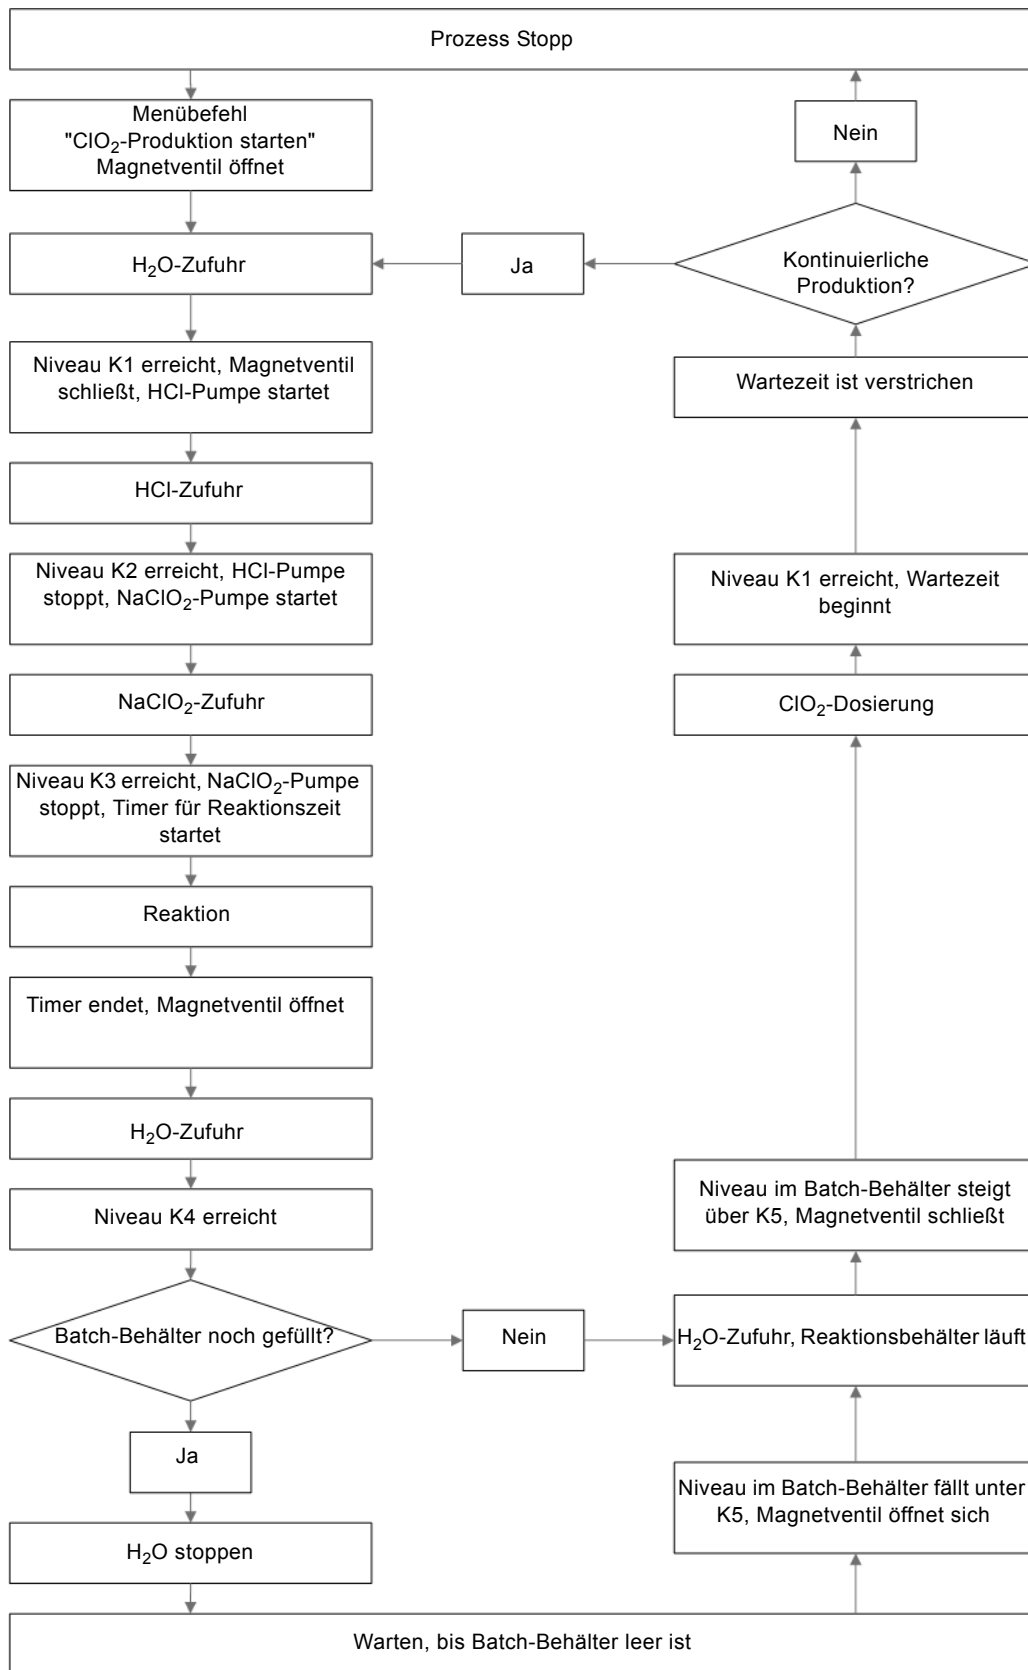 Prozess Stopp
Menübefehl
"ClO₂-Produktion starten"
Magnetventil öffnet
Nein
H₂O-Zufuhr
Ja
Kontinuierliche
Produktion?
Niveau K1 erreicht, Magnetventil
schließt, HCl-Pumpe startet
Wartezeit ist verstrichen
HCl-Zufuhr
Niveau K2 erreicht, HCl-Pumpe
stoppt, NaClO₂-Pumpe startet
Niveau K1 erreicht, Wartezeit
beginnt
NaClO₂-Zufuhr
ClO₂-Dosierung
Niveau K3 erreicht, NaClO₂-Pumpe
stoppt, Timer für Reaktionszeit
startet
Reaktion
Timer endet, Magnetventil öffnet
H₂O-Zufuhr
Niveau K4 erreicht
Niveau im Batch-Behälter steigt
über K5, Magnetventil schließt
Batch-Behälter noch gefüllt?
Nein
H₂O-Zufuhr, Reaktionsbehälter läuft
Ja
Niveau im Batch-Behälter fällt unter
K5, Magnetventil öffnet sich
H₂O stoppen
Warten, bis Batch-Behälter leer ist